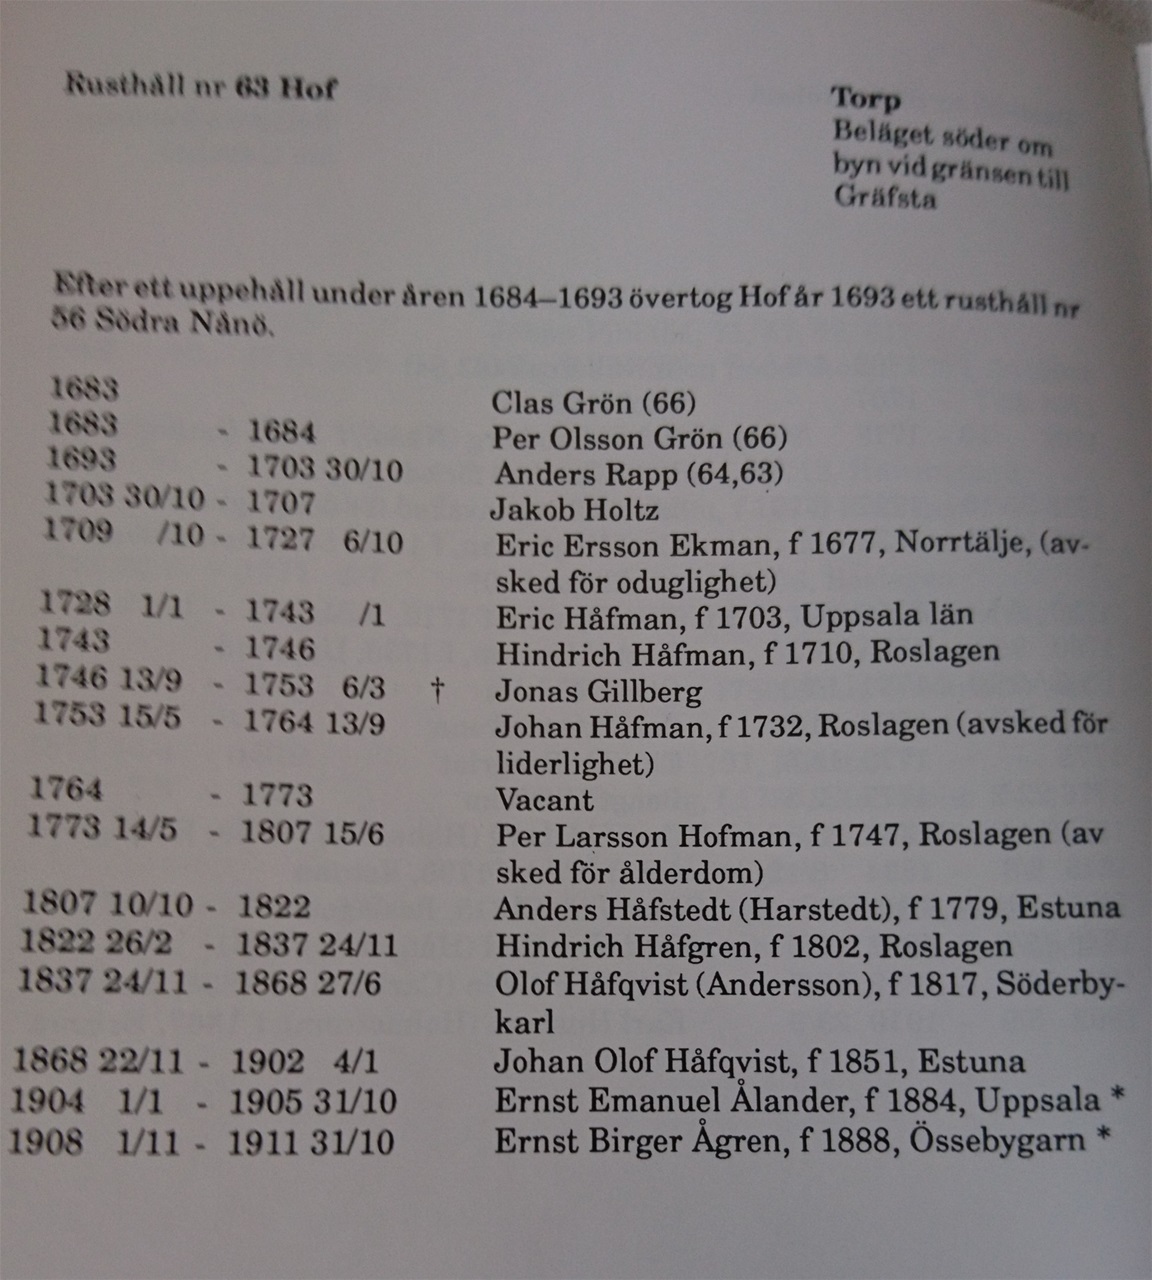 Rusthåll nr 63 Hof
Torp
Beläget söder om
byn vid gränsen till
Gräfsta
Efter ett uppehåll under åren 1684–1693 övertog Hof år 1693 ett rusthåll nr
56 Södra Nånö.
1683 Clas Grön (66)
1683 - 1684 Per Olsson Grön (66)
1693 - 1703 30/10 Anders Rapp (64,63)
1703 30/10 - 1707 Jakob Holtz
1709 /10 - 1727 6/10 Eric Ersson Ekman, f 1677, Norrtälje, (av-
sked för oduglighet)
1728 1/1 - 1743 /1 Eric Håfman, f 1703, Uppsala län
1743 - 1746 Hindrich Håfman, f 1710, Roslagen
1746 13/9 - 1753 6/3 † Jonas Gillberg
1753 15/5 - 1764 13/9 Johan Håfman, f 1732, Roslagen (avsked för
liderlighet)
1764 - 1773 Vacant
1773 14/5 - 1807 15/6 Per Larsson Hofman, f 1747, Roslagen (av
sked för ålderdom)
1807 10/10 - 1822 Anders Håfstedt (Harstedt), f 1779, Estuna
1822 26/2 - 1837 24/11 Hindrich Håfgren, f 1802, Roslagen
1837 24/11 - 1868 27/6 Olof Håfqvist (Andersson), f 1817, Söderby-
karl
1868 22/11 - 1902 4/1 Johan Olof Håfqvist, f 1851, Estuna
1904 1/1 - 1905 31/10 Ernst Emanuel Ålander, f 1884, Uppsala *
1908 1/11 - 1911 31/10 Ernst Birger Ågren, f 1888, Össebygarn *